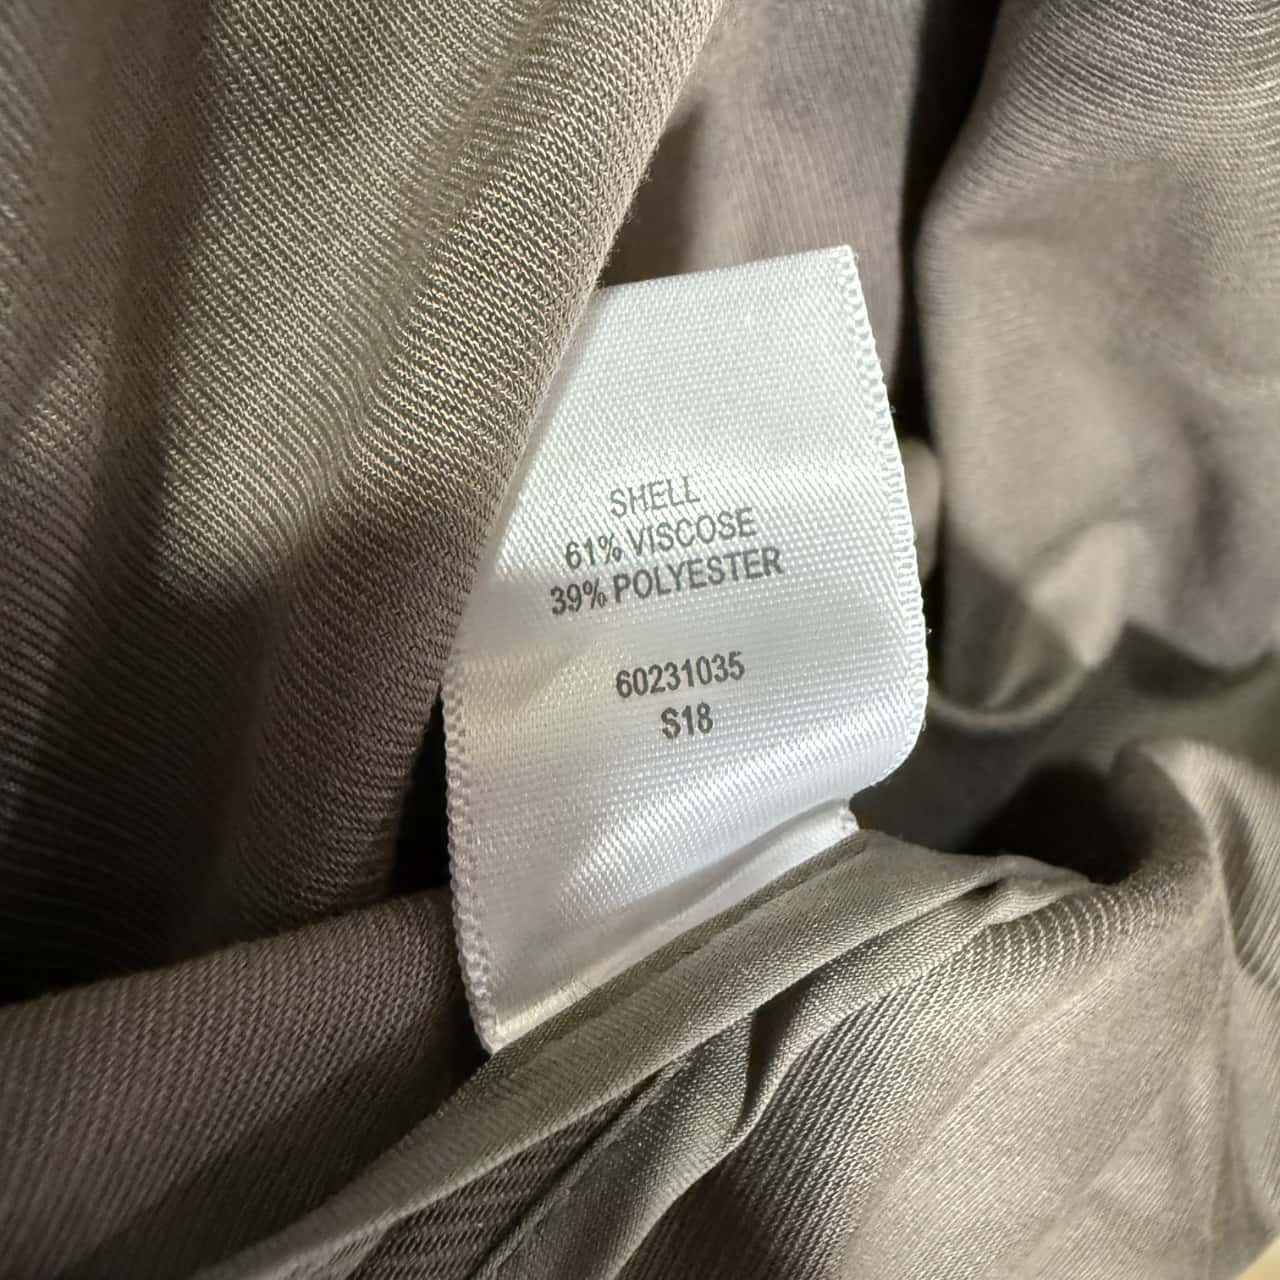 SHELL
61% VISCOSE
39% POLYESTER
60231035
S18